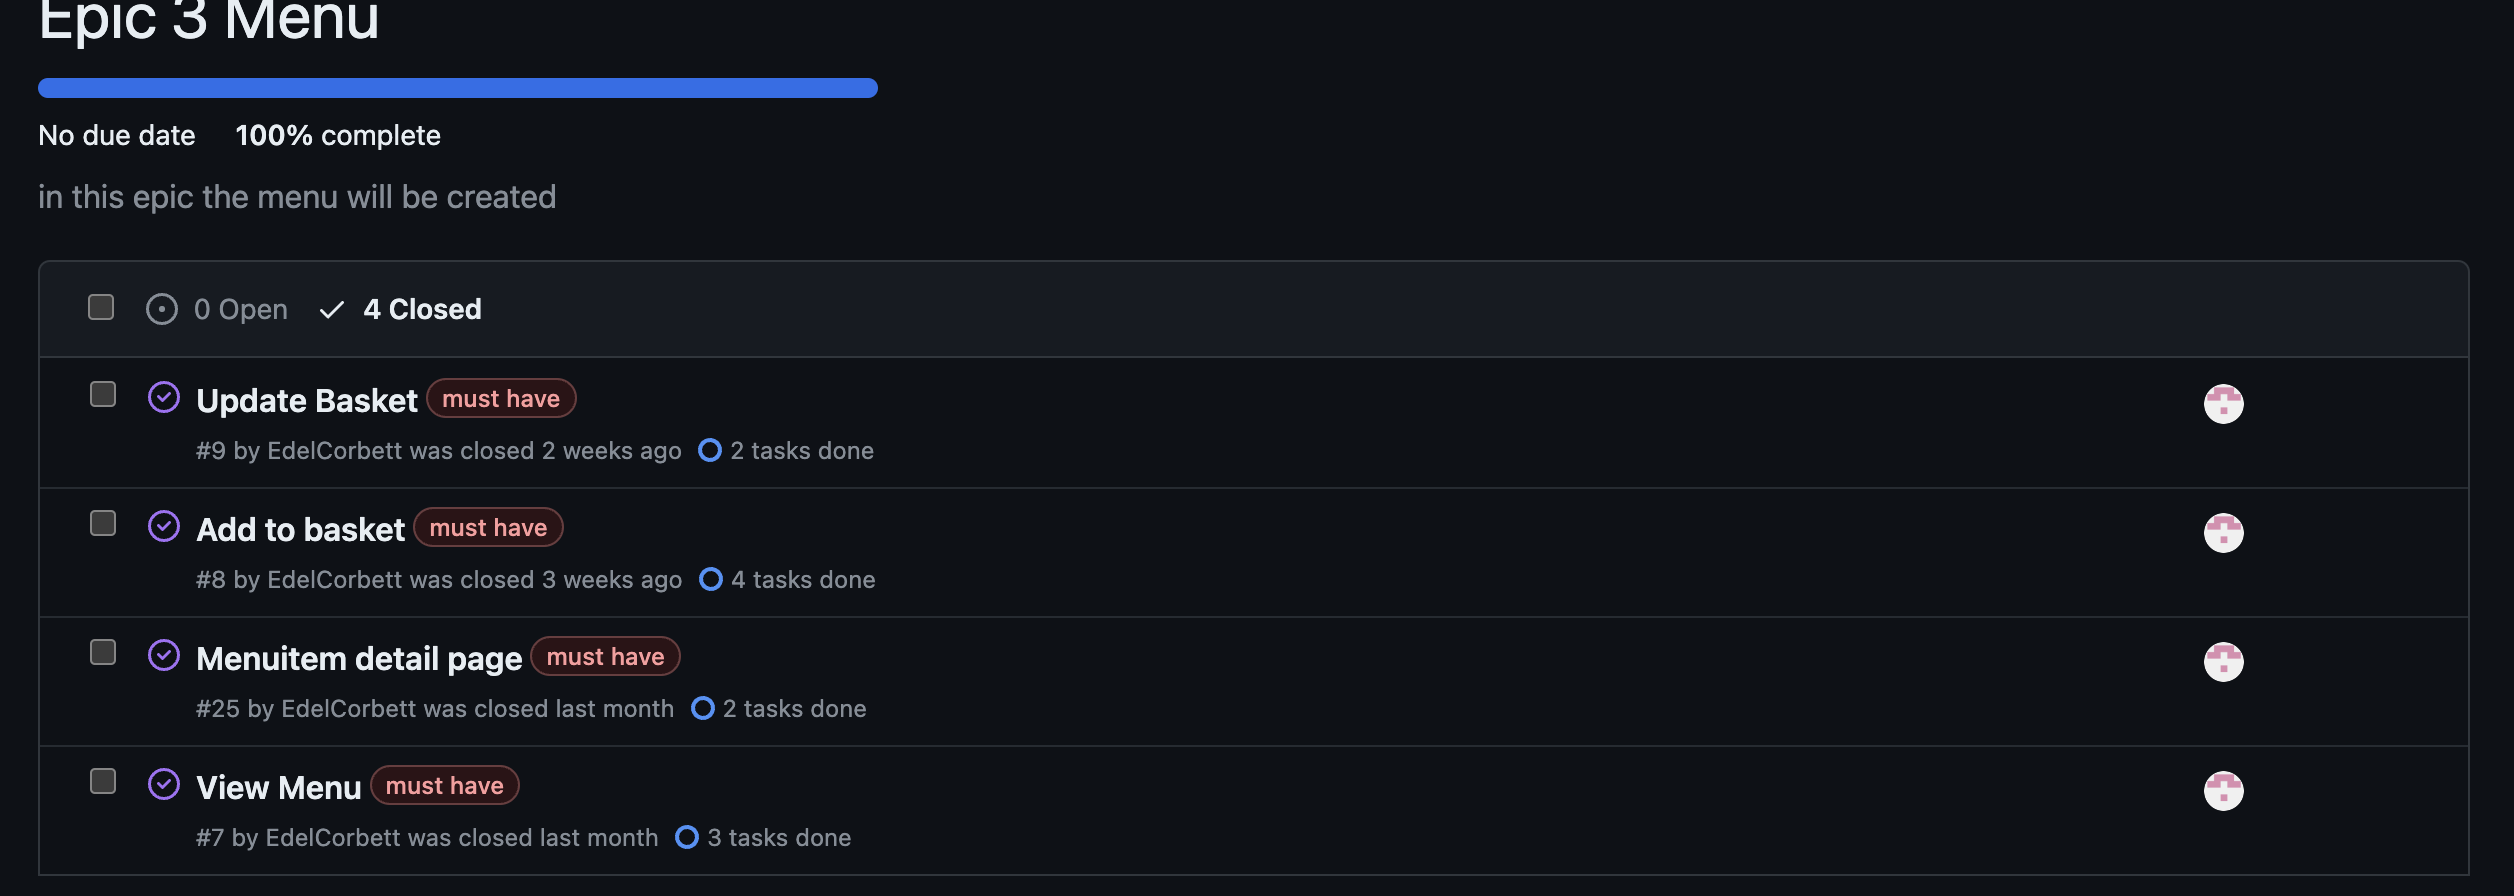 Epic 3 Menu
No due date 100% complete
in this epic the menu will be created
0 Open 4 Closed
Update Basket must have
#9 by EdelCorbett was closed 2 weeks ago 2 tasks done
Add to basket must have
#8 by EdelCorbett was closed 3 weeks ago 4 tasks done
Menuitem detail page must have
#25 by EdelCorbett was closed last month 2 tasks done
View Menu must have
#7 by EdelCorbett was closed last month 3 tasks done